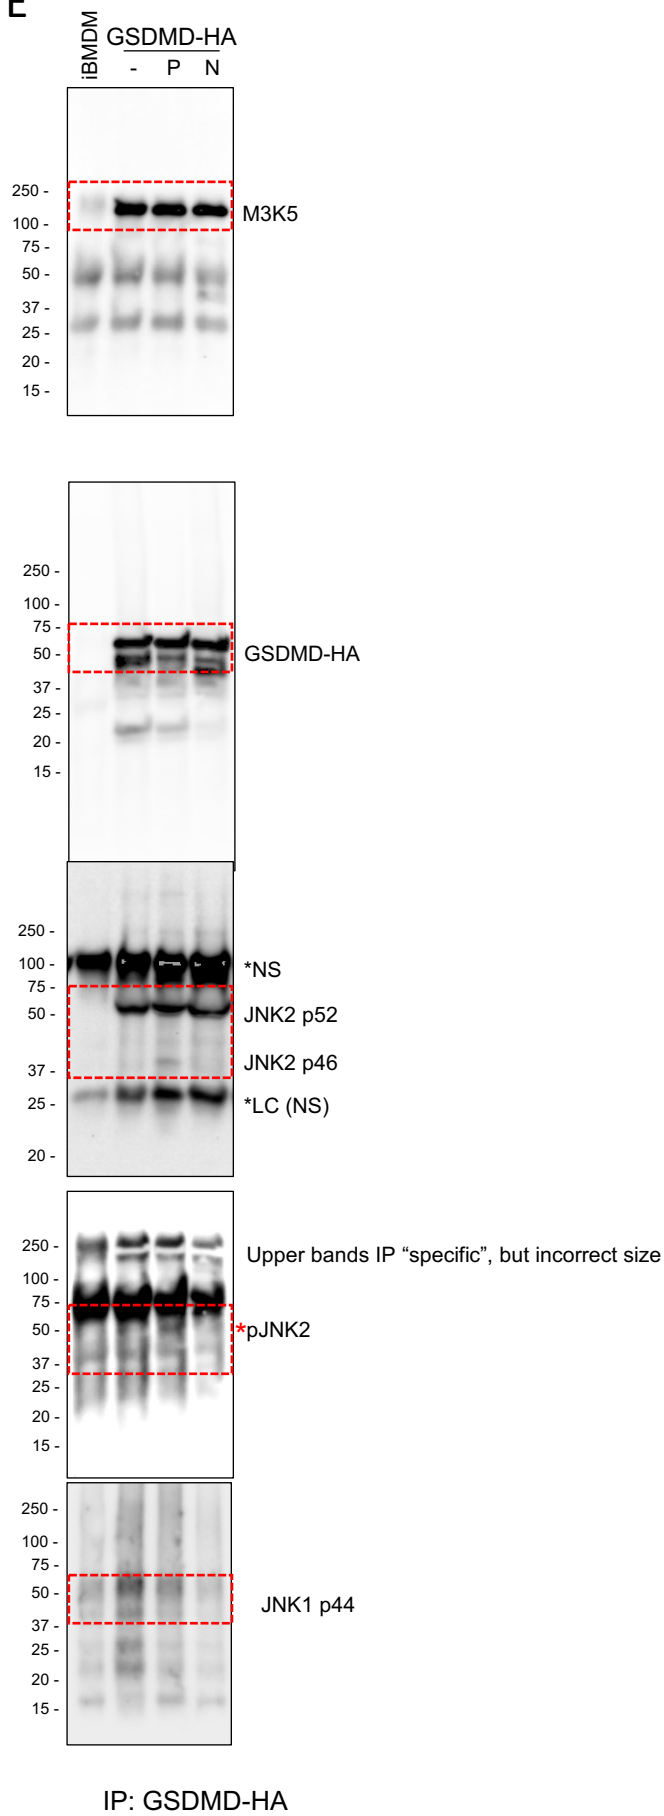 E
iBMDM
GSDMD-HA
- P N
250 -
100 -
75 -
50 -
37 -
25 -
20 -
15 -
M3K5
250 -
100 -
75 -
50 -
37 -
25 -
20 -
15 -
GSDMD-HA
250 -
100 -
75 -
50 -
37 -
25 -
20 -
*NS
JNK2 p52
JNK2 p46
*LC (NS)
250 -
100 -
75 -
50 -
37 -
25 -
20 -
15 -
Upper bands IP “specific”, but incorrect size
*pJNK2
250 -
100 -
75 -
50 -
37 -
25 -
20 -
15 -
JNK1 p44
IP: GSDMD-HA